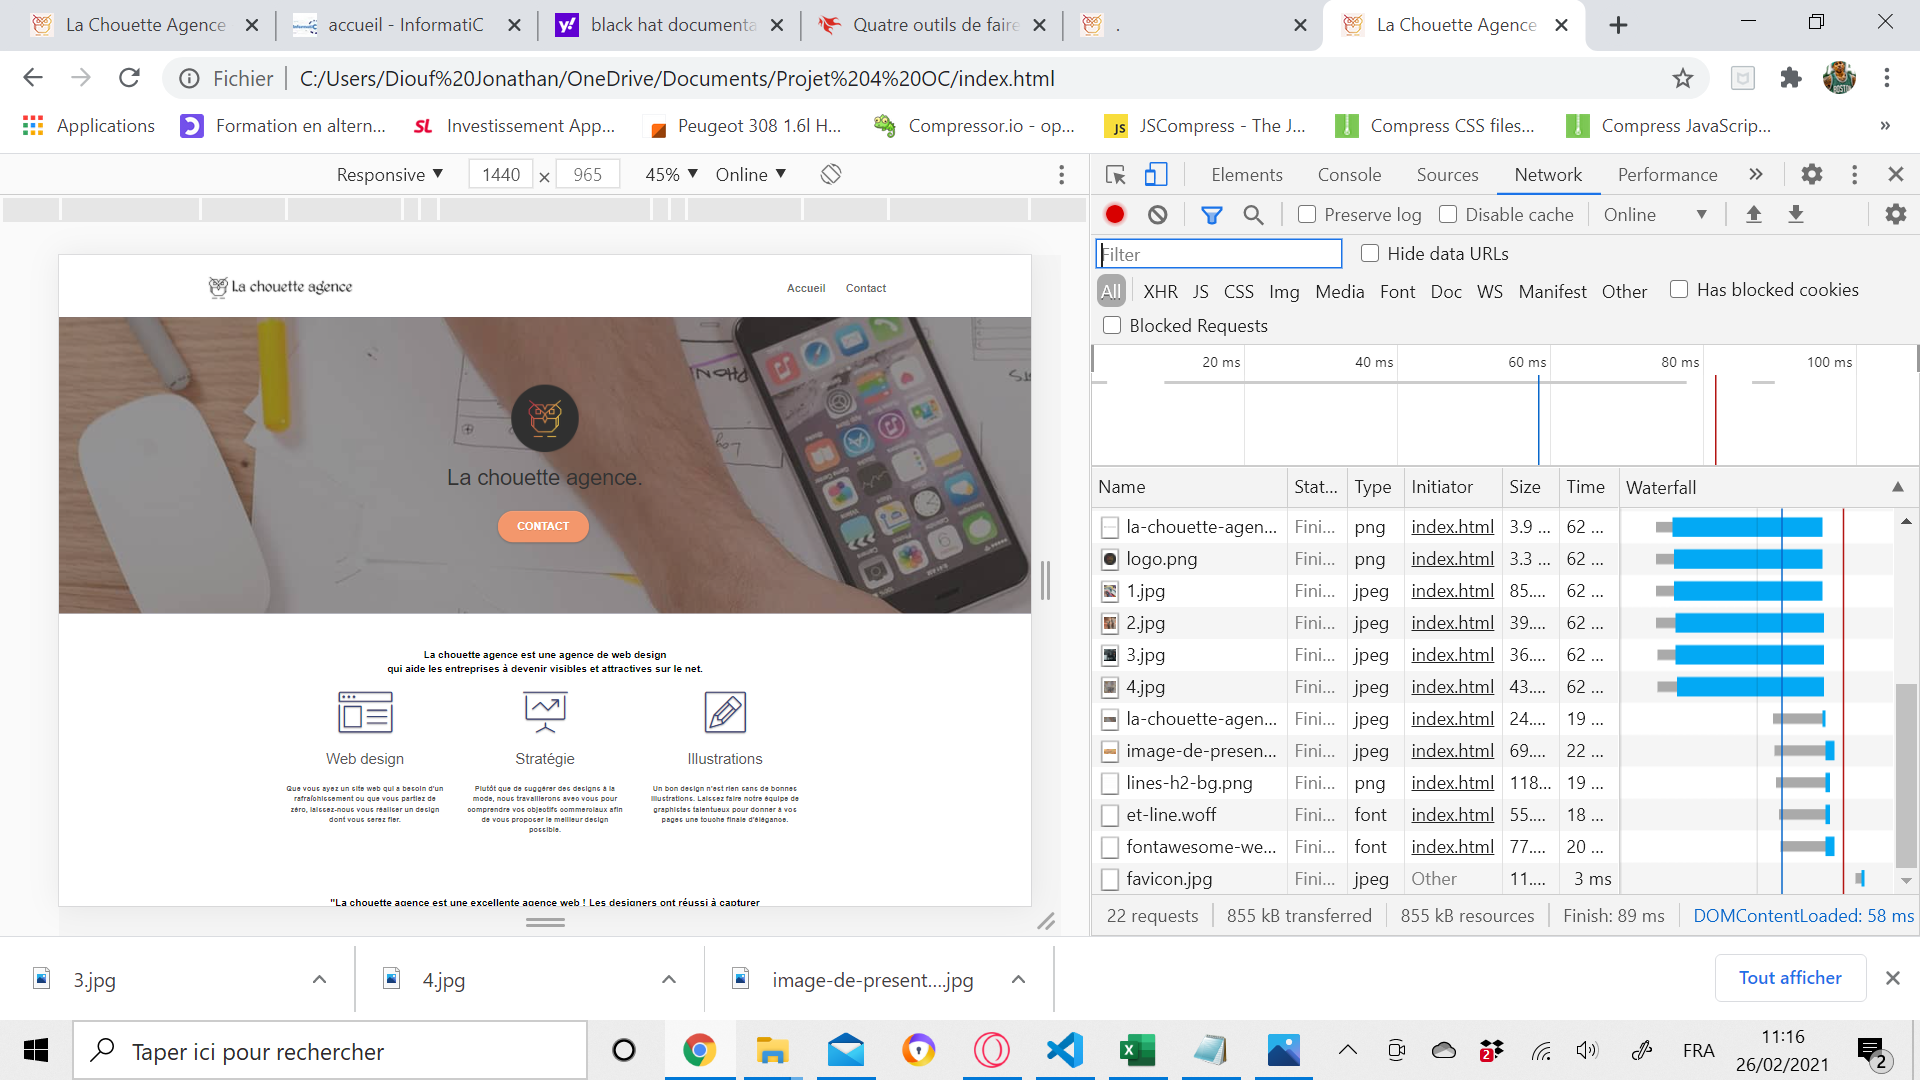 La Chouette Agence
accueil - InformatiC
black hat documenta
Quatre outils de faire
.
La Chouette Agence
Fichier
C:/Users/Diouf%20Jonathan/OneDrive/Documents/Projet%204%20OC/index.html
Applications
Formation en altern...
SL Investissement App...
Peugeot 308 1.6l H...
Compressor.io - op...
JS JSCompress - The J...
Compress CSS files...
Compress JavaScrip...
»
Responsive
1440 × 965
45%
Online
Elements
Console
Sources
Network
Performance
»
Preserve log
Disable cache
Online
Filter
Hide data URLs
All
XHR JS CSS Img Media Font Doc WS Manifest Other
Has blocked cookies
Blocked Requests
20 ms
40 ms
60 ms
80 ms
100 ms
Name Stat... Type Initiator Size Time Waterfall
la-chouette-agen... Fini... png index.html 3.9 ... 62 ...
logo.png Fini... png index.html 3.3 ... 62 ...
1.jpg Fini... jpeg index.html 85.... 62 ...
2.jpg Fini... jpeg index.html 39.... 62 ...
3.jpg Fini... jpeg index.html 36.... 62 ...
4.jpg Fini... jpeg index.html 43.... 62 ...
la-chouette-agen... Fini... jpeg index.html 24.... 19 ...
image-de-presen... Fini... jpeg index.html 69.... 22 ...
lines-h2-bg.png Fini... png index.html 118... 19 ...
et-line.woff Fini... font index.html 55.... 18 ...
fontawesome-we... Fini... font index.html 77.... 20 ...
favicon.jpg Fini... jpeg Other 11.... 3 ms
22 requests
855 kB transferred
855 kB resources
Finish: 89 ms
DOMContentLoaded: 58 ms
La chouette agence
Accueil
Contact
La chouette agence.
CONTACT
La chouette agence est une agence de web design
qui aide les entreprises à devenir visibles et attractives sur le net.
Web design
Stratégie
Illustrations
Que vous ayez un site web qui a besoin d'un
rafraîchissement ou que vous partiez de
zéro, laissez-nous vous réaliser un design
dont vous serez fier.
Plutôt que de suggérer des designs à la
mode, nous travaillerons avec vous pour
comprendre vos objectifs commerciaux afin
de vous proposer le meilleur design
possible.
Un bon design n'est rien sans de bonnes
illustrations. Laissez faire notre équipe de
graphistes talentueux pour donner à vos
pages une touche finale d'élégance.
"La chouette agence est une excellente agence web ! Les designers ont réussi à capturer
3.jpg
4.jpg
image-de-present....jpg
Tout afficher
Taper ici pour rechercher
2
FRA
11:16
26/02/2021
2